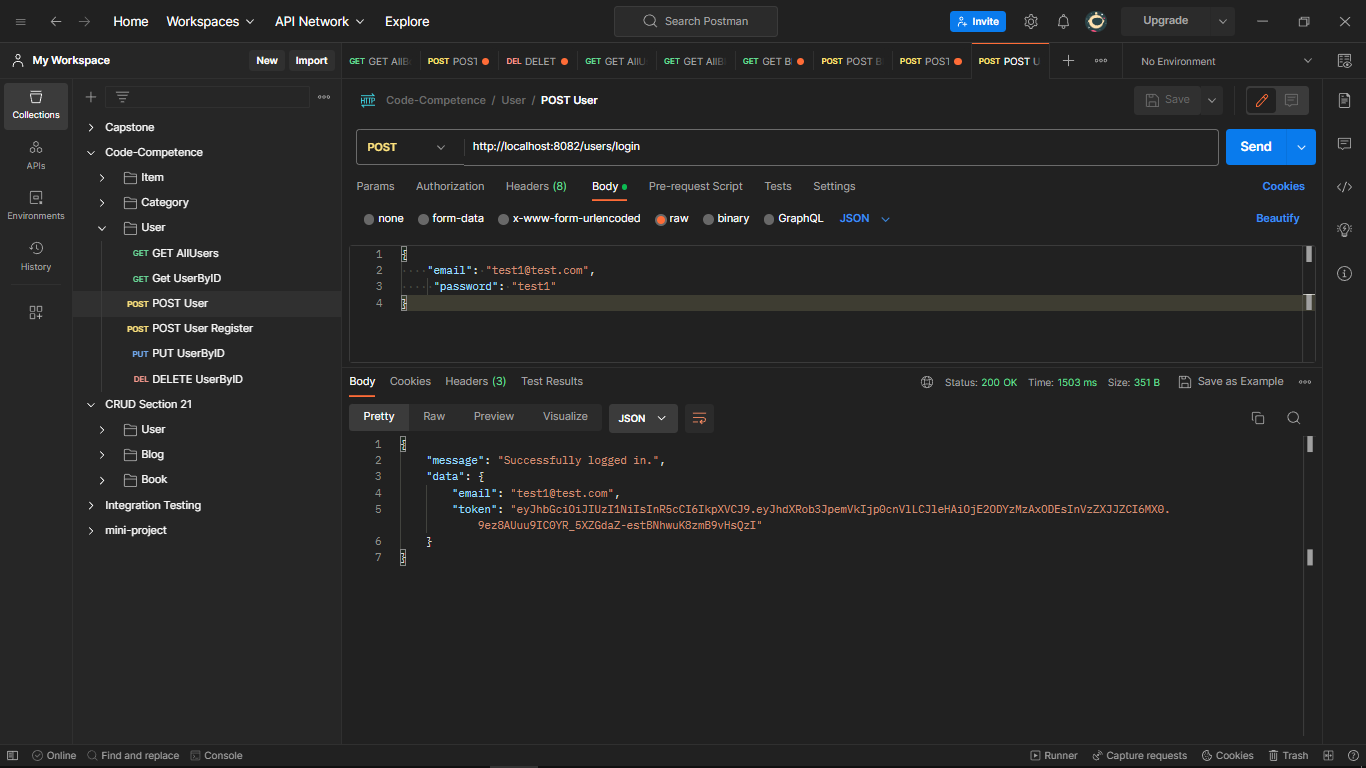 Home Workspaces API Network Explore Search Postman Invite Upgrade
My Workspace New Import GET GET AllB POST POST DEL DELET GET GET AllU GET GET AllB GET GET Bl POST POST B POST POST POST POST U No Environment
Collections
APIs
Environments
History
Capstone
Code-Competence
Item
Category
User
GET GET AllUsers
GET Get UserByID
POST POST User
POST POST User Register
PUT PUT UserByID
DEL DELETE UserByID
CRUD Section 21
User
Blog
Book
Integration Testing
mini-project
HTTP Code-Competence / User / POST User Save
POST http://localhost:8082/users/login Send
Params Authorization Headers (8) Body Pre-request Script Tests Settings Cookies
none form-data x-www-form-urlencoded raw binary GraphQL JSON Beautify
1 {
2 "email": "test1@test.com",
3 "password": "test1"
4 }
Body Cookies Headers (3) Test Results Status: 200 OK Time: 1503 ms Size: 351 B Save as Example
Pretty Raw Preview Visualize JSON
1 {
2 "message": "Successfully logged in.",
3 "data": {
4 "email": "test1@test.com",
5 "token": "eyJhbGciOiJIUzI1NiIsInR5cCI6IkpXVCJ9.eyJhdXRob3JpemVkIjp0cnVlLCJleHAiOjE2ODYzMzAxODEsInVzZXJJZCI6MX0.
9ez8AUuu9IC0YR_5XZGdaZ-estBNhwuK8zmB9vHsQzI"
6 }
7 }
Online Find and replace Console Runner Capture requests Cookies Trash